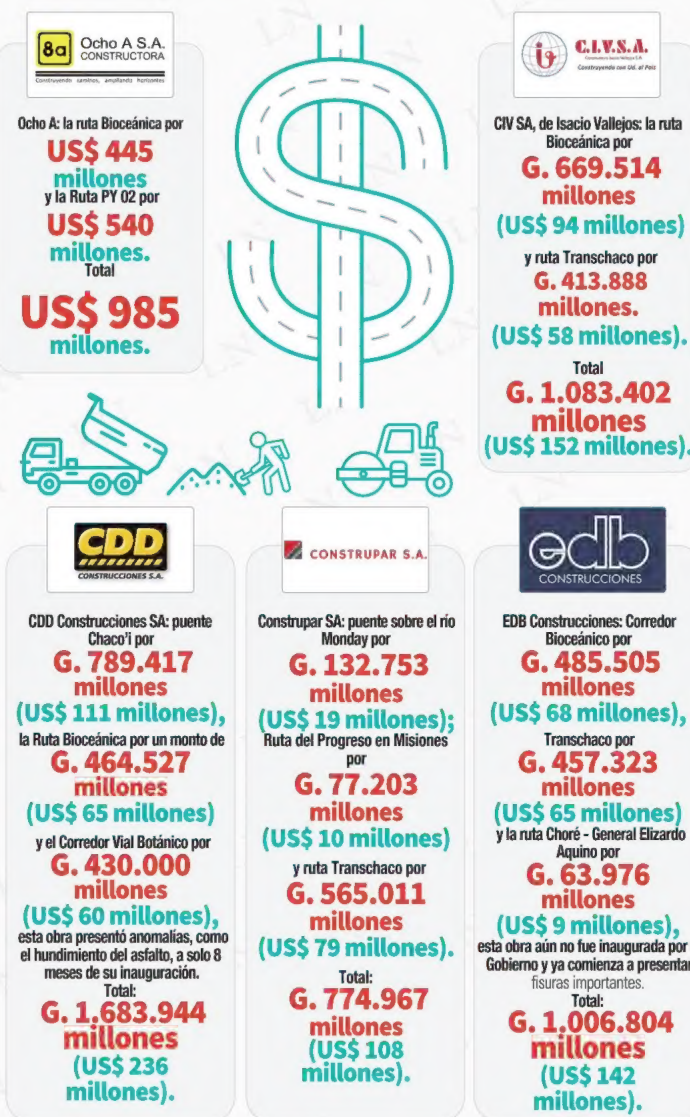 8a
Ocho A S.A.
CONSTRUCTORA
Construyendo caminos, ampliando horizontes
Ocho A: la ruta Bioceánica por
US$ 445
millones
y la Ruta PY 02 por
US$ 540
millones.
Total
US$ 985
millones.
C.I.V.S.A.
Construyendo con Ud. al País
CIV SA, de Isacio Vallejos: la ruta
Bioceánica por
G. 669.514
millones
(US$ 94 millones)
y ruta Transchaco por
G. 413.888
millones.
(US$ 58 millones).
Total
G. 1.083.402
millones
(US$ 152 millones).
CDD
CONSTRUCCIONES S.A.
CDD Construcciones SA: puente
Chaco'i por
G. 789.417
millones
(US$ 111 millones),
la Ruta Bioceánica por un monto de
G. 464.527
millones
(US$ 65 millones)
y el Corredor Vial Botánico por
G. 430.000
millones
(US$ 60 millones),
esta obra presentó anomalías, como
el hundimiento del asfalto, a solo 8
meses de su inauguración.
Total:
G. 1.683.944
millones
(US$ 236
millones).
CONSTRUPAR S.A.
Construpar SA: puente sobre el río
Monday por
G. 132.753
millones
(US$ 19 millones);
Ruta del Progreso en Misiones
por
G. 77.203
millones
(US$ 10 millones)
y ruta Transchaco por
G. 565.011
millones
(US$ 79 millones).
Total:
G. 774.967
millones
(US$ 108
millones).
edb
CONSTRUCCIONES
EDB Construcciones: Corredor
Bioceánico por
G. 485.505
millones
(US$ 68 millones),
Transchaco por
G. 457.323
millones
(US$ 65 millones)
y la ruta Choré - General Elizardo
Aquino por
G. 63.976
millones
(US$ 9 millones),
esta obra aún no fue inaugurada por
Gobierno y ya comienza a presentar
fisuras importantes.
Total:
G. 1.006.804
millones
(US$ 142
millones).